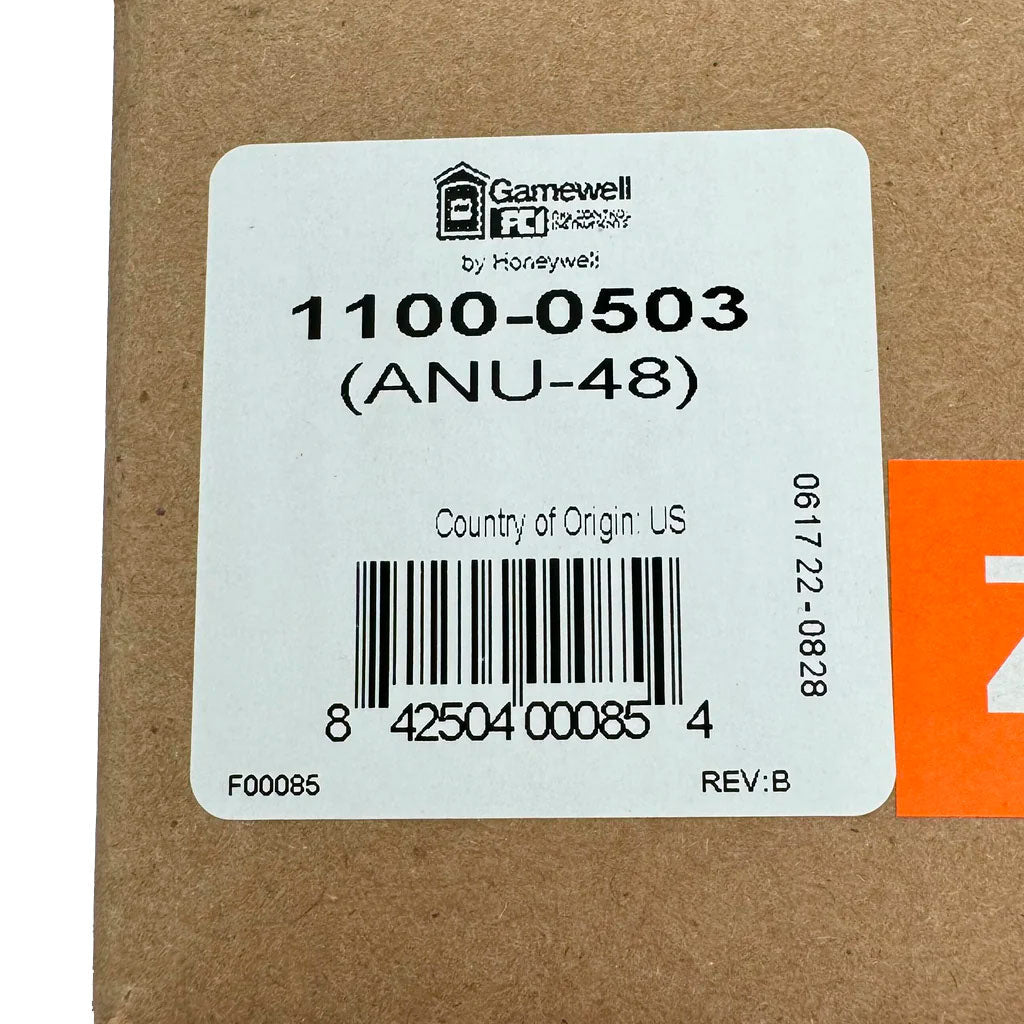 Gamewell
FCI
by Honeywell
1100-0503
(ANU-48)
Country of Origin: US
0617 22-0828
8 42504 00085 4
F00085
REV:B